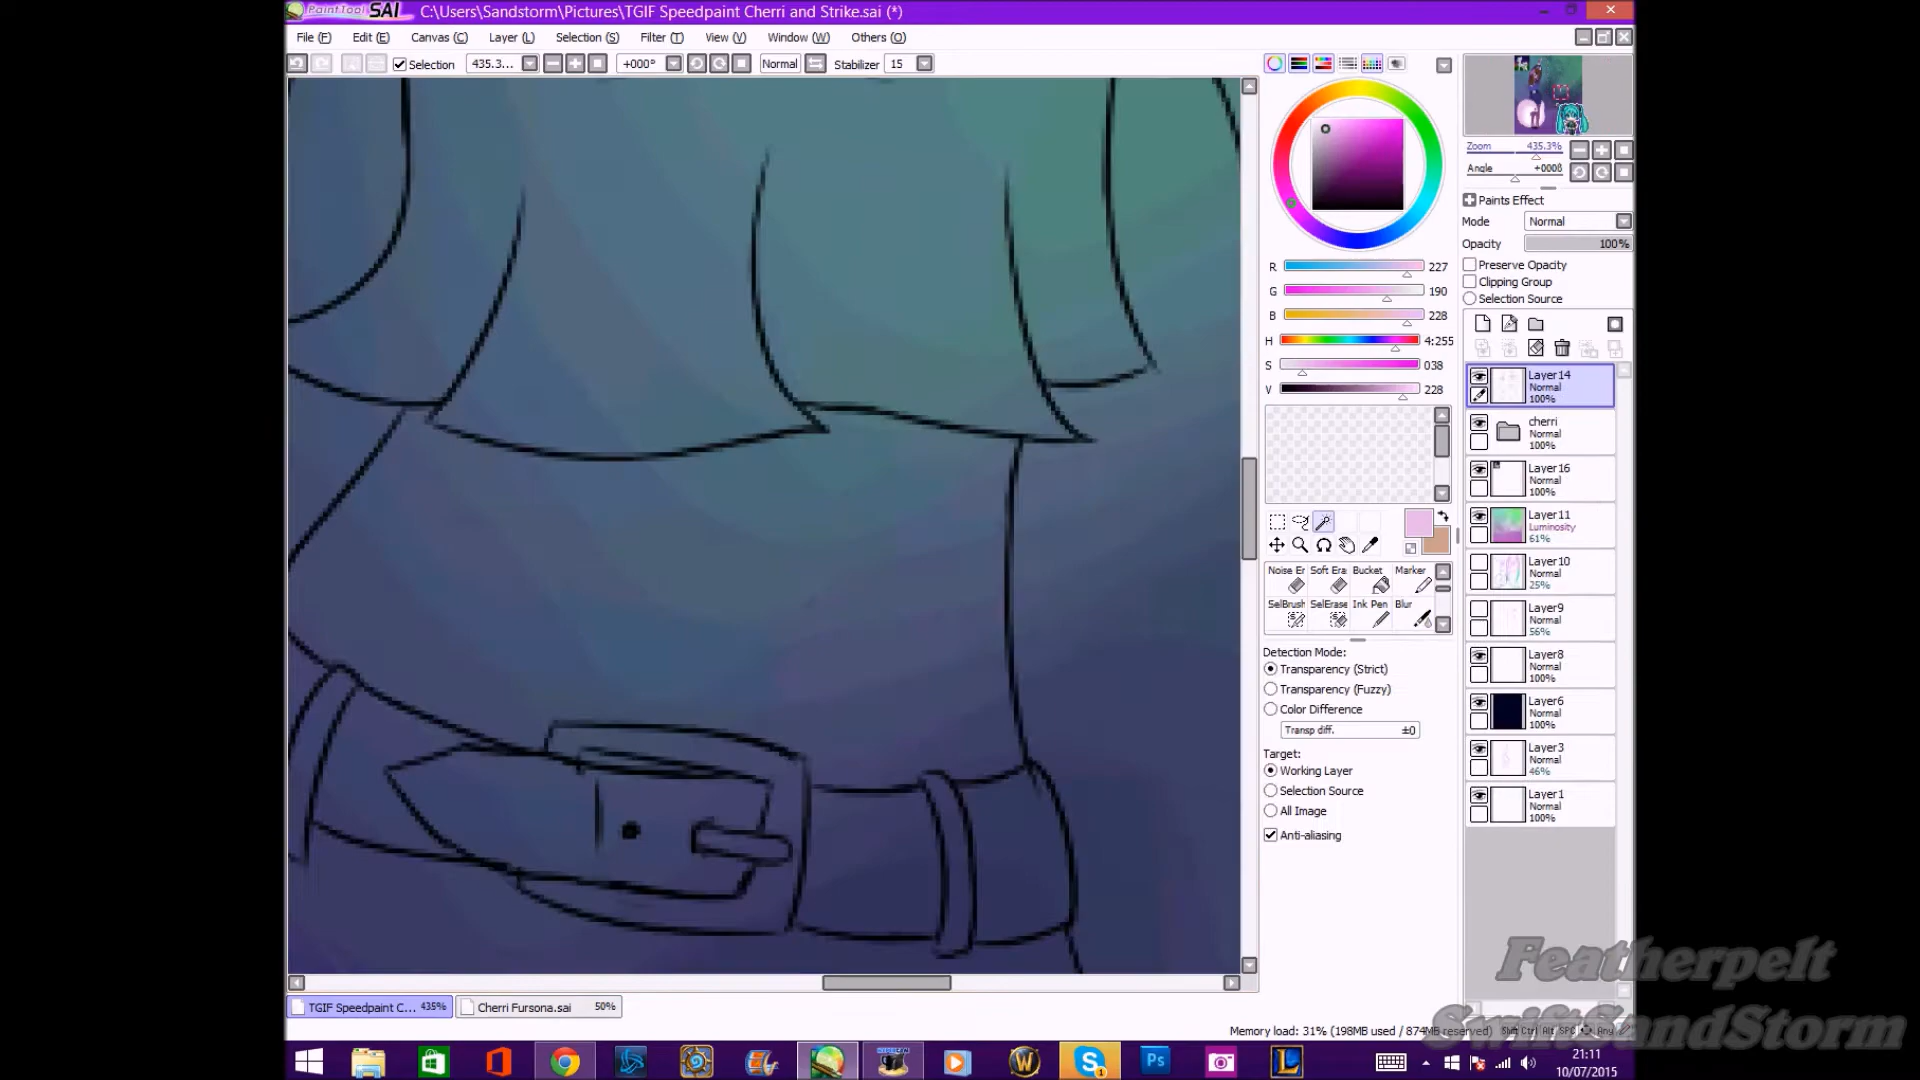 PaintTool SAI C:\Users\Sandstorm\Pictures\TGIF Speedpaint Cherri and Strike.sai (*)
File (F) Edit (E) Canvas (C) Layer (L) Selection (S) Filter (T) View (V) Window (W) Others (O)
Selection 435.3... +000° Normal Stabilizer 15
Zoom 435.3%
Angle +000ß
Paints Effect
Mode Normal
Opacity 100%
Preserve Opacity
Clipping Group
Selection Source
R 227
G 190
B 228
H 4:255
S 038
V 228
Layer14
Normal
100%
cherri
Normal
100%
Layer16
Normal
100%
Layer11
Luminosity
61%
Layer10
Normal
25%
Layer9
Normal
56%
Layer8
Normal
100%
Layer6
Normal
100%
Layer3
Normal
46%
Layer1
Normal
100%
Noise Er Soft Era Bucket Marker
SelBrush SelErase Ink Pen Blur
Detection Mode:
Transparency (Strict)
Transparency (Fuzzy)
Color Difference
Transp diff. ±0
Target:
Working Layer
Selection Source
All Image
Anti-aliasing
TGIF Speedpaint C... 435% Cherri Fursona.sai 50%
Memory load: 31% (198MB used / 874MB reserved) Shift Ctrl Alt SPC Any
Featherpelt
SwiftSandStorm
21:11
10/07/2015